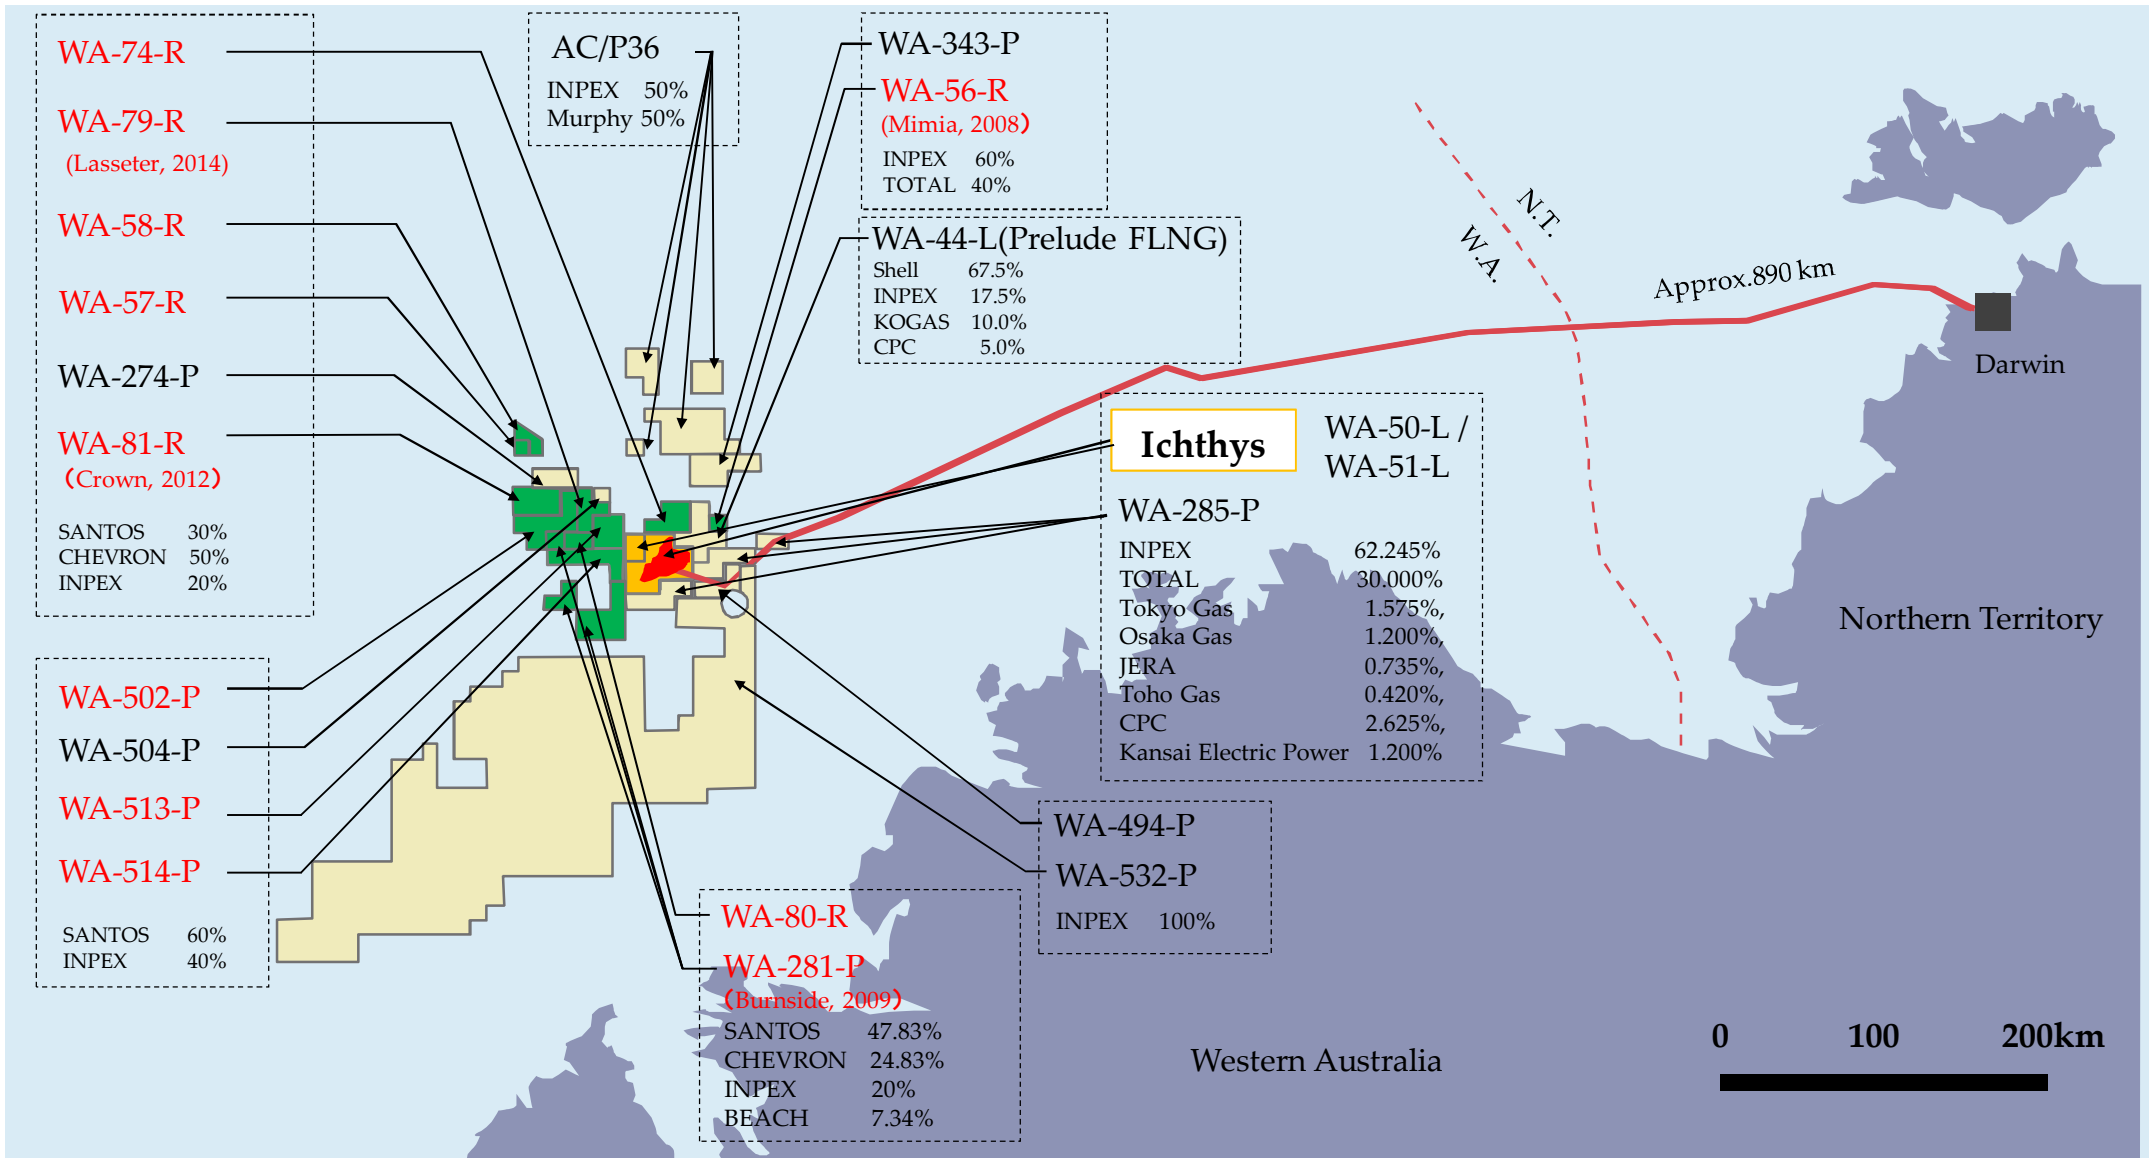 WA-74-R
WA-79-R
(Lasseter, 2014)
WA-58-R
WA-57-R
WA-274-P
WA-81-R
(Crown, 2012)
SANTOS 30%
CHEVRON 50%
INPEX 20%
WA-502-P
WA-504-P
WA-513-P
WA-514-P
SANTOS 60%
INPEX 40%
AC/P36
INPEX 50%
Murphy 50%
WA-343-P
WA-56-R
(Mimia, 2008)
INPEX 60%
TOTAL 40%
WA-44-L(Prelude FLNG)
Shell 67.5%
INPEX 17.5%
KOGAS 10.0%
CPC 5.0%
N.T.
W.A.
Approx.890 km
Darwin
Ichthys
WA-50-L /
WA-51-L
WA-285-P
INPEX 62.245%
TOTAL 30.000%
Tokyo Gas 1.575%,
Osaka Gas 1.200%,
JERA 0.735%,
Toho Gas 0.420%,
CPC 2.625%,
Kansai Electric Power 1.200%
Northern Territory
WA-494-P
WA-532-P
INPEX 100%
WA-80-R
WA-281-P
(Burnside, 2009)
SANTOS 47.83%
CHEVRON 24.83%
INPEX 20%
BEACH 7.34%
Western Australia
0 100 200km